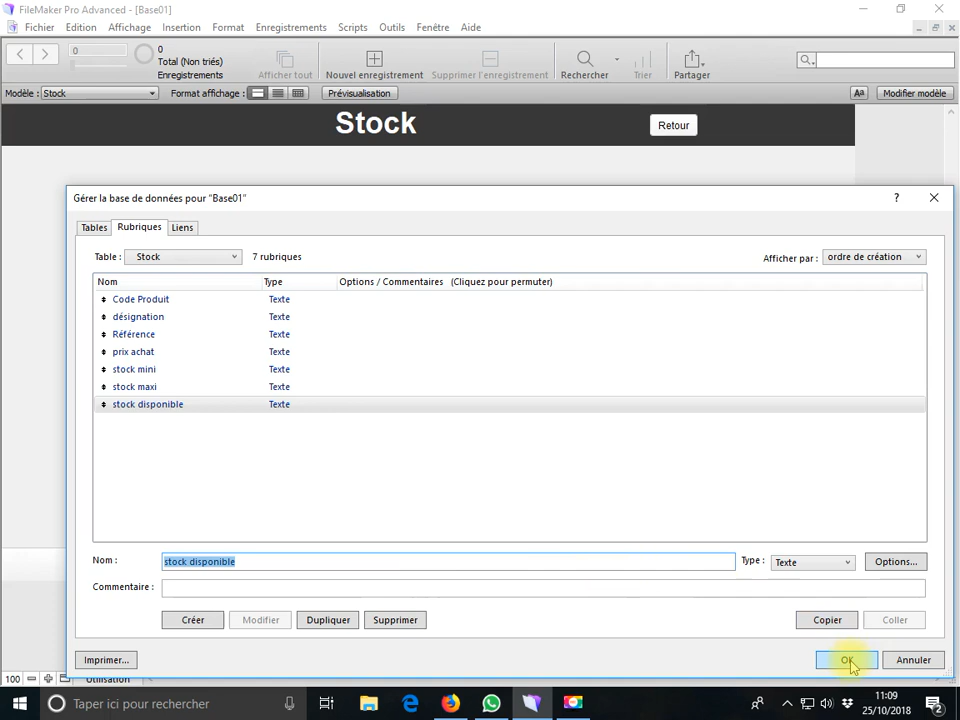 FileMaker Pro Advanced - [Base01]
Fichier Edition Affichage Insertion Format Enregistrements Scripts Outils Fenêtre Aide
0
0
Total (Non triés)
Enregistrements
Afficher tout
Nouvel enregistrement
Supprimer l'enregistrement
Rechercher
Trier
Partager
Modèle : Stock
Format affichage :
Prévisualisation
Aa
Modifier modèle
Stock
Retour
Gérer la base de données pour "Base01"
?
Tables Rubriques Liens
Table : Stock
7 rubriques
Afficher par : ordre de création
Nom Type Options / Commentaires (Cliquez pour permuter)
Code Produit Texte
désignation Texte
Référence Texte
prix achat Texte
stock mini Texte
stock maxi Texte
stock disponible Texte
Nom : stock disponible
Type : Texte
Options...
Commentaire :
Créer Modifier Dupliquer Supprimer Copier Coller
Imprimer... OK Annuler
100 Utilisation
Taper ici pour rechercher
11:09
25/10/2018
2